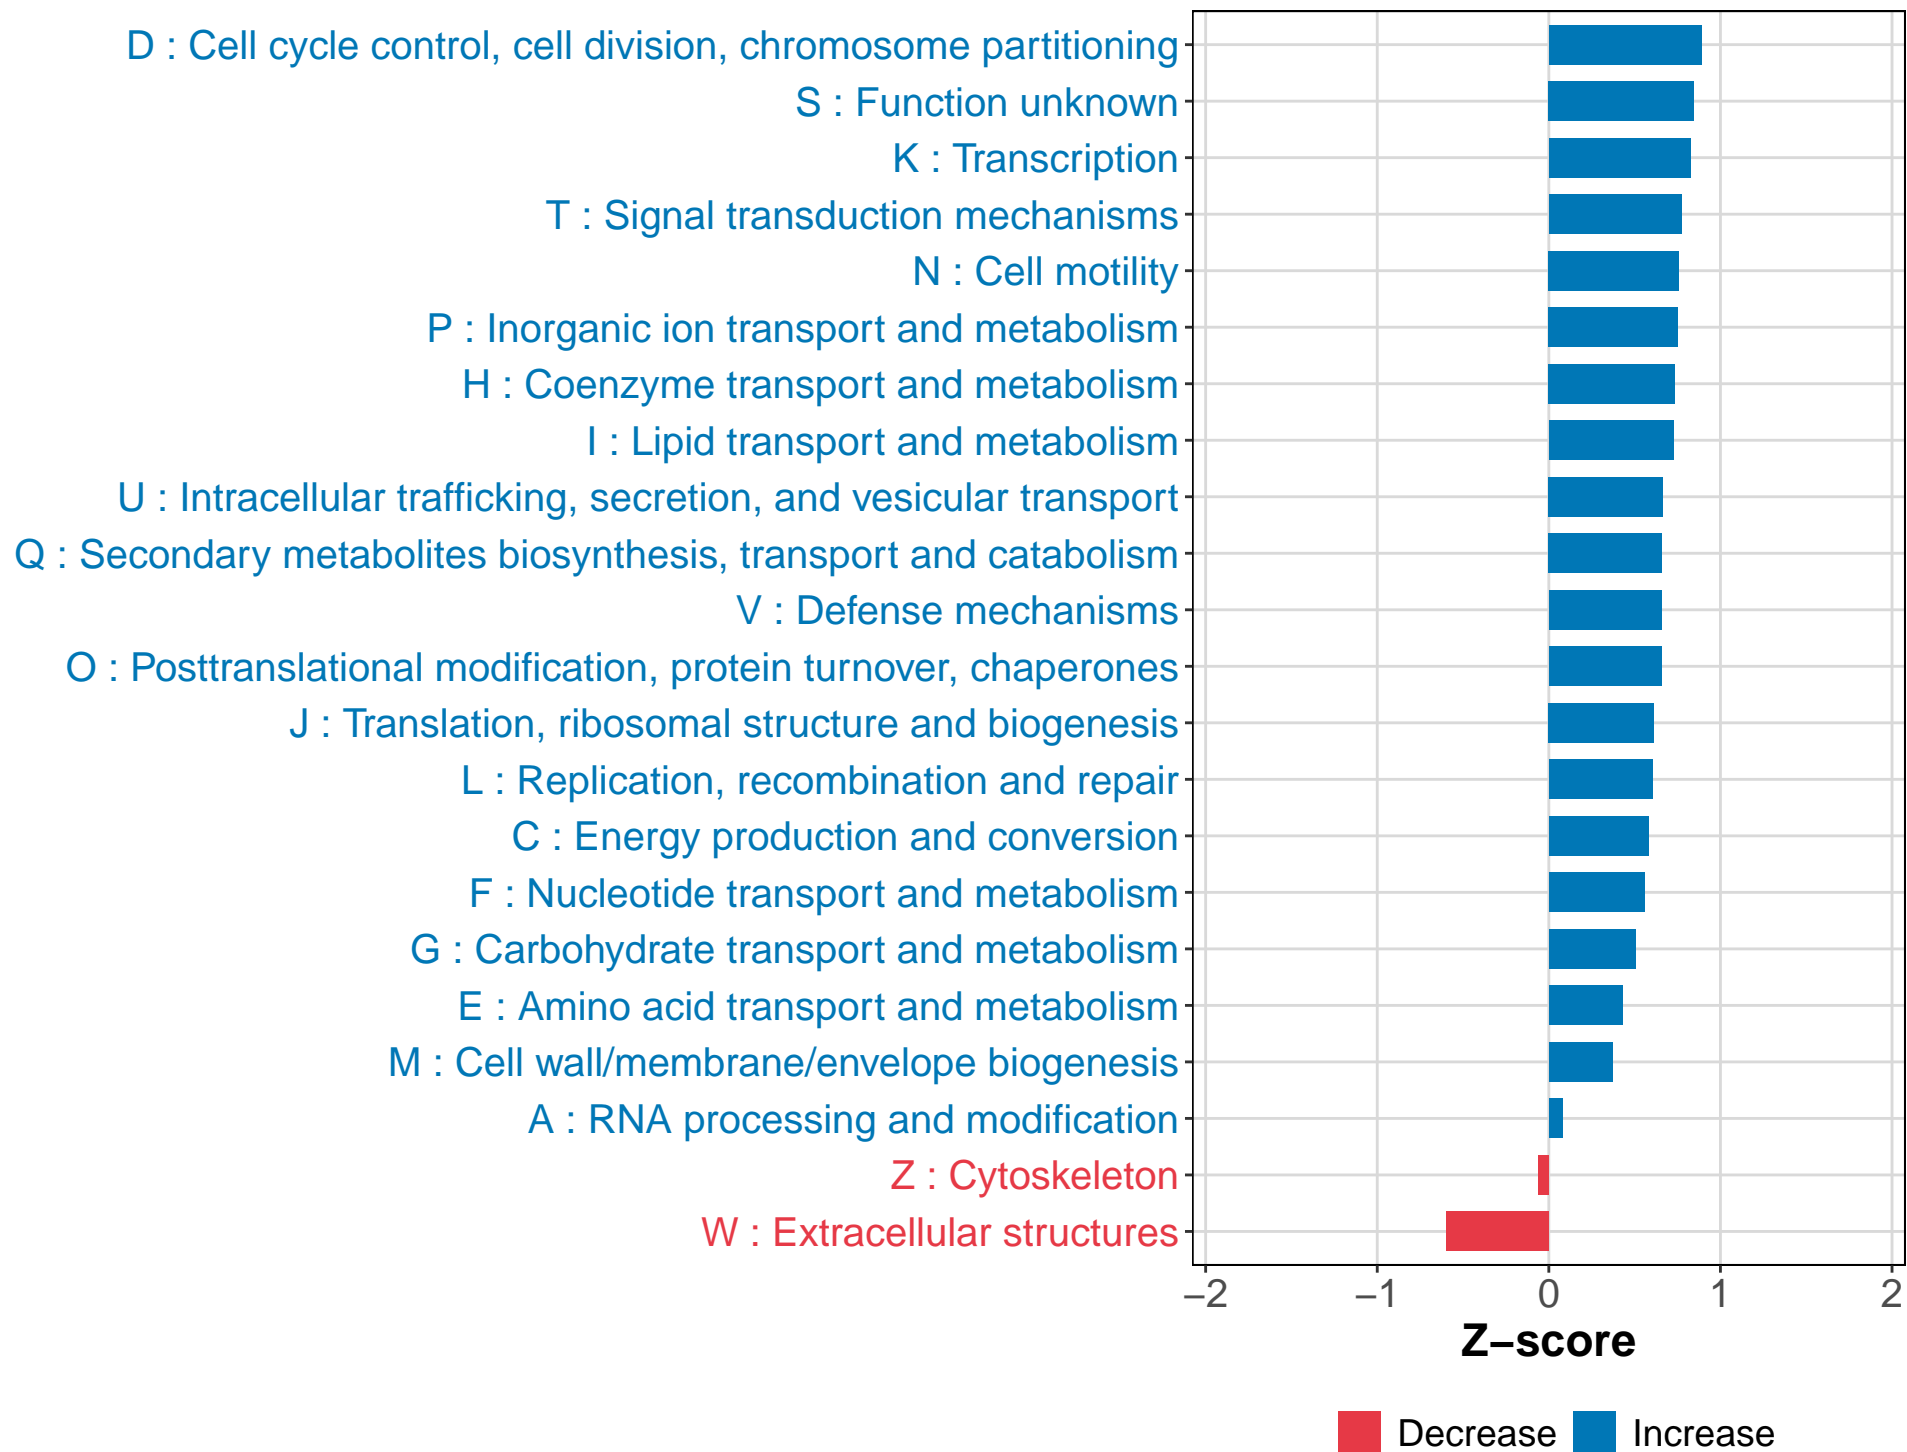 D : Cell cycle control, cell division, chromosome partitioning
S : Function unknown
K : Transcription
T : Signal transduction mechanisms
N : Cell motility
P : Inorganic ion transport and metabolism
H : Coenzyme transport and metabolism
I : Lipid transport and metabolism
U : Intracellular trafficking, secretion, and vesicular transport
Q : Secondary metabolites biosynthesis, transport and catabolism
V : Defense mechanisms
O : Posttranslational modification, protein turnover, chaperones
J : Translation, ribosomal structure and biogenesis
L : Replication, recombination and repair
C : Energy production and conversion
F : Nucleotide transport and metabolism
G : Carbohydrate transport and metabolism
E : Amino acid transport and metabolism
M : Cell wall/membrane/envelope biogenesis
A : RNA processing and modification
Z : Cytoskeleton
W : Extracellular structures
−2 −1 0 1 2
Z−score
Decrease Increase